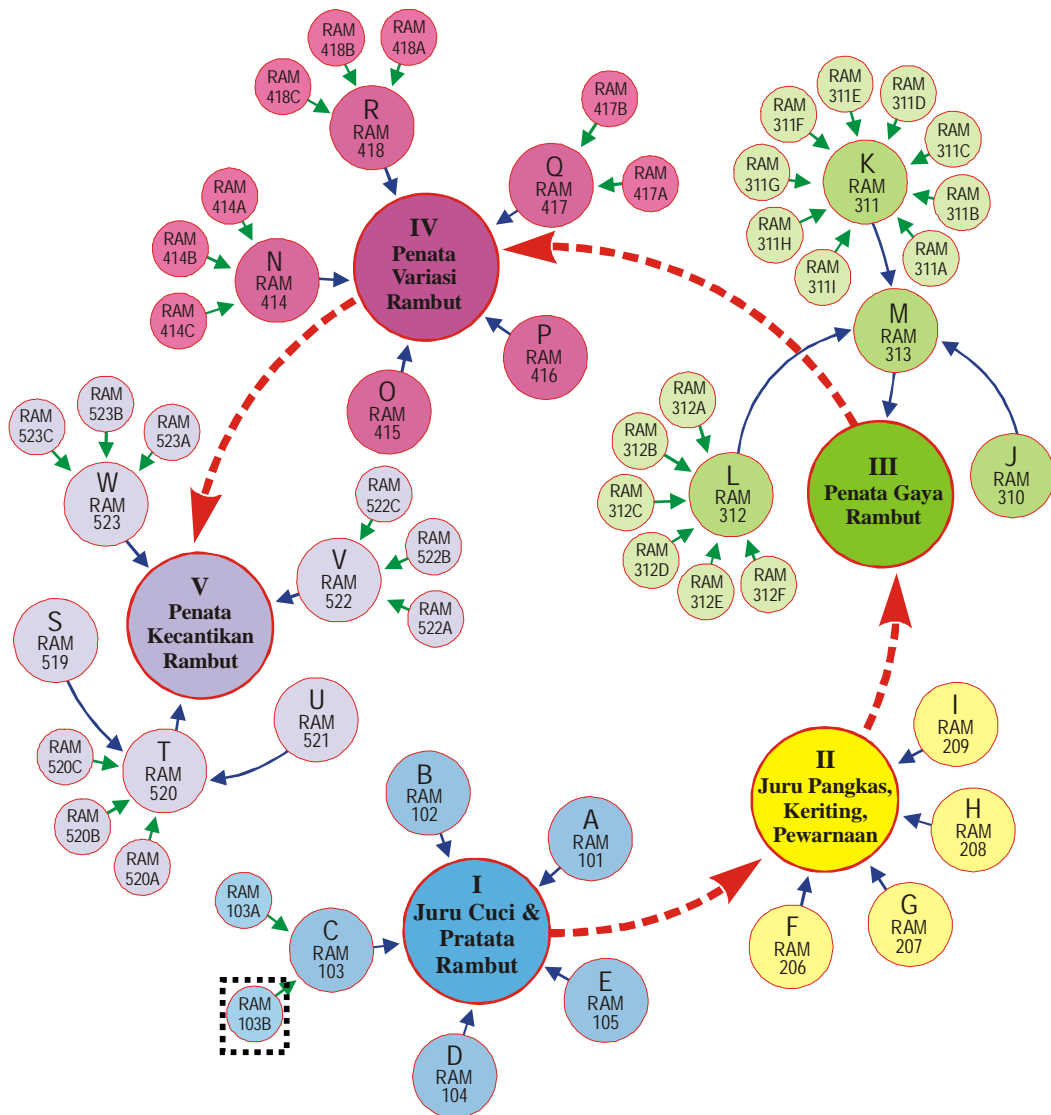 RAM
418B
RAM
418A
RAM
418C
R
RAM
418
RAM
417B
Q
RAM
417
RAM
417A
RAM
414A
RAM
414B
RAM
414C
N
RAM
414
IV
Penata
Variasi
Rambut
P
RAM
416
O
RAM
415
RAM
311E
RAM
311D
RAM
311F
RAM
311C
RAM
311G
RAM
311B
RAM
311H
RAM
311A
RAM
311I
K
RAM
311
M
RAM
313
RAM
312A
RAM
312B
RAM
312C
RAM
312D
RAM
312E
RAM
312F
L
RAM
312
III
Penata Gaya
Rambut
J
RAM
310
RAM
523B
RAM
523C
RAM
523A
W
RAM
523
RAM
522C
RAM
522B
RAM
522A
V
RAM
522
V
Penata
Kecantikan
Rambut
S
RAM
519
U
RAM
521
T
RAM
520
RAM
520C
RAM
520B
RAM
520A
B
RAM
102
A
RAM
101
I
Juru Cuci &
Pratata
Rambut
RAM
103A
C
RAM
103
RAM
103B
D
RAM
104
E
RAM
105
II
Juru Pangkas,
Keriting,
Pewarnaan
I
RAM
209
H
RAM
208
G
RAM
207
F
RAM
206